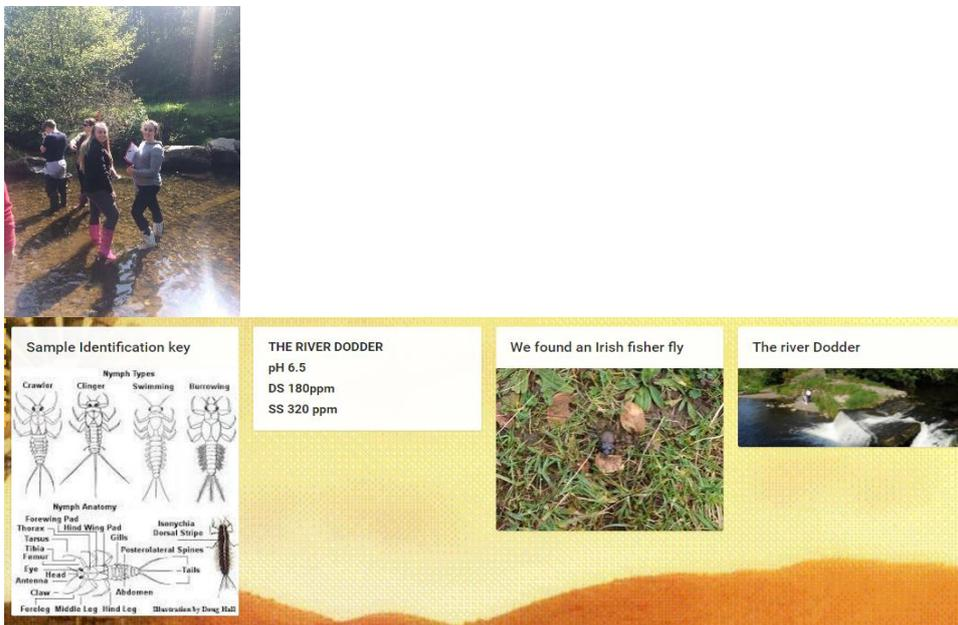 Sample Identification key
Nymph Types
Crawler Clinger Swimming Burrowing
Nymph Anatomy
Forewing Pad
Thorax Hind Wing Pad
Tarsus Gills
Tibia
Femur
Eye Head
Antenna
Claw Abdomen
Foreleg Middle Leg Hind Leg
Isonychia
Dorsal Stripe
Posterolateral Spines
Tails
Illustration by Doug Hall
THE RIVER DODDER
pH 6.5
DS 180ppm
SS 320 ppm
We found an Irish fisher fly
The river Dodder